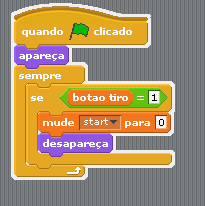 quando clicado
apareça
sempre
se botao tiro = 1
mude start para 0
desapareça